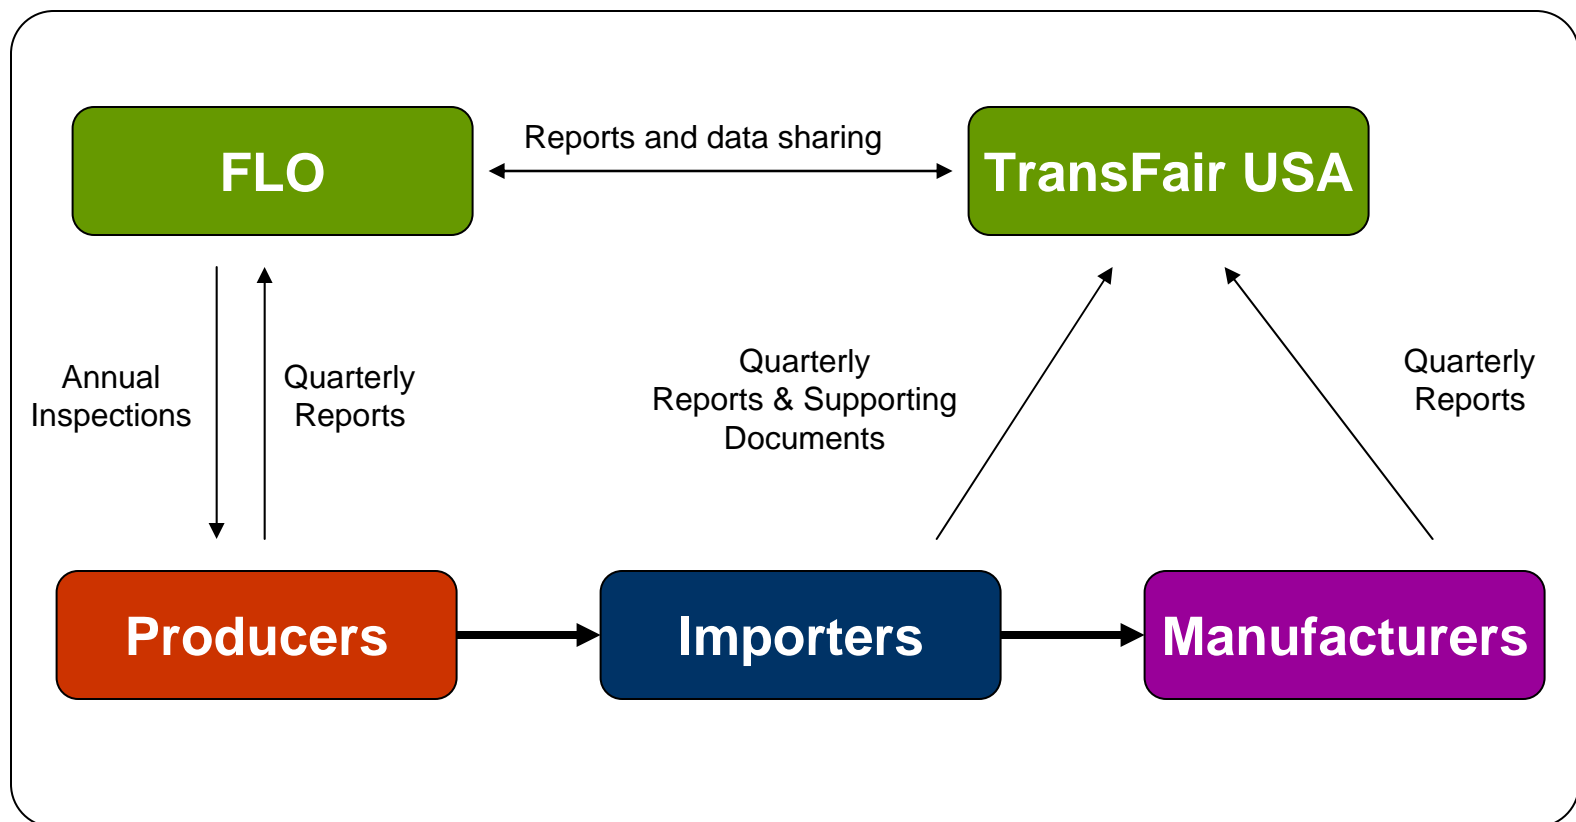 FLO
Reports and data sharing
TransFair USA
Annual
Inspections
Quarterly
Reports
Quarterly
Reports & Supporting
Documents
Quarterly
Reports
Producers
Importers
Manufacturers